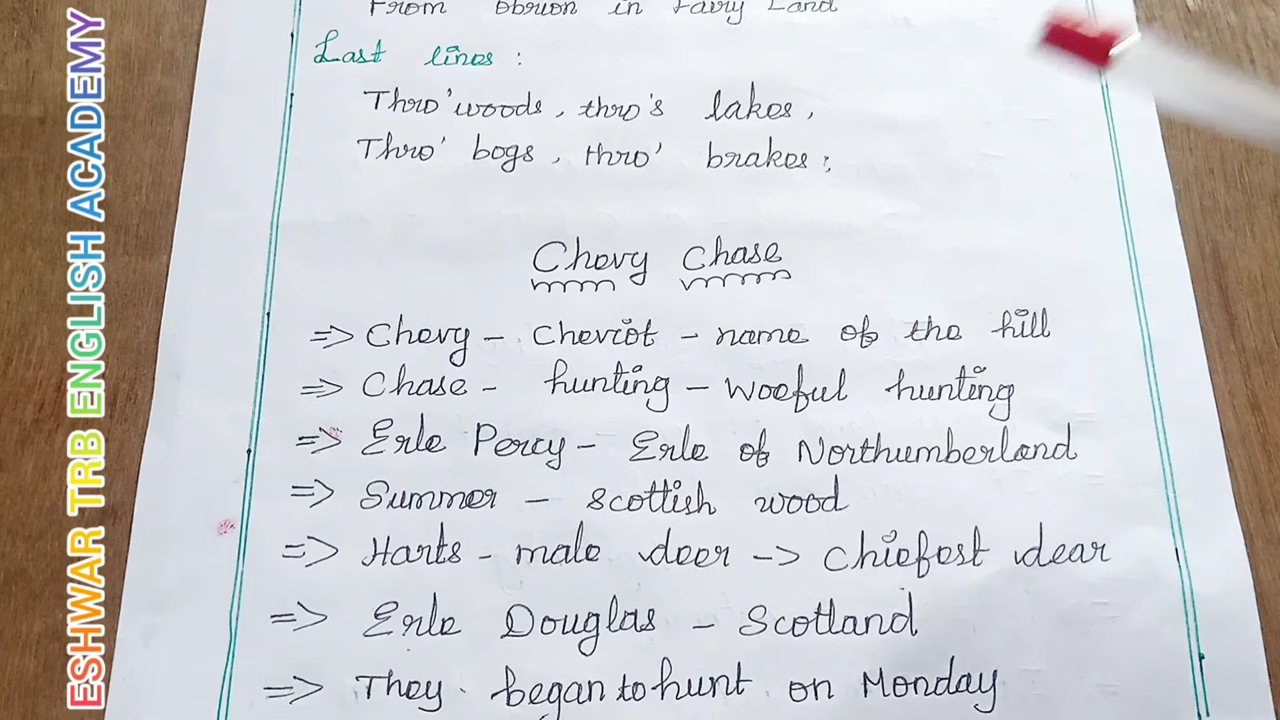 From Obruon in Fairy Land
Last lines :
Thro' woods, thro's lakes,
Thro' bogs, thro' brakes;
Chevy Chase
=> Chevy - Cheviot - name of the hill
=> Chase - hunting - woeful hunting
=> Erle Percy - Erle of Northumberland
=> Summer - scottish wood
=> Harts - male deer -> chiefest dear
=> Erle Douglas - Scotland
=> They began to hunt on Monday
ESHWAR TRB ENGLISH ACADEMY